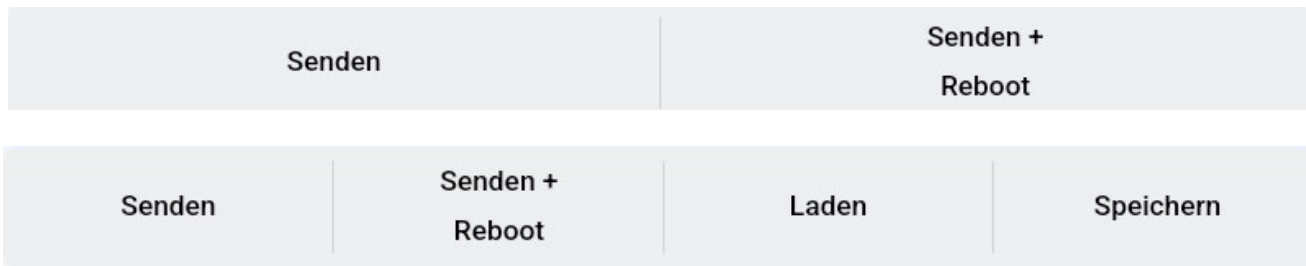 Senden
Senden +
Reboot
Senden
Senden +
Reboot
Laden
Speichern